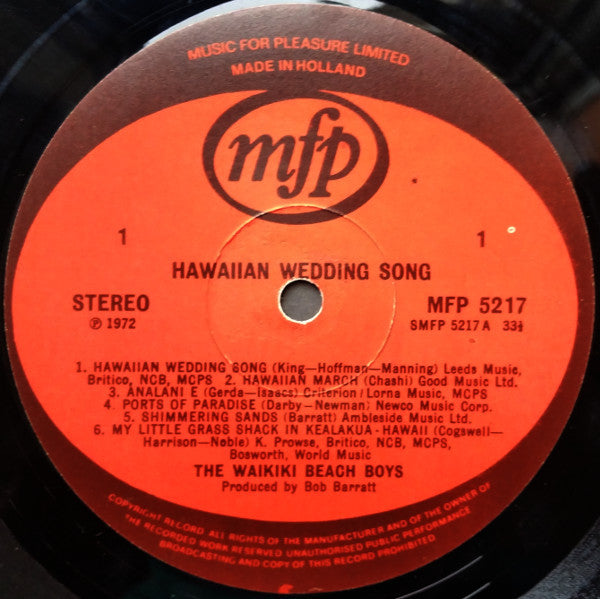 MUSIC FOR PLEASURE LIMITED
MADE IN HOLLAND
mfp
1 1
HAWAIIAN WEDDING SONG
STEREO MFP 5217
Ⓟ 1972 SMFP 5217A 33⅓
1. HAWAIIAN WEDDING SONG (King—Hoffman—Manning) Leeds Music,
Britico, NCB, MCPS 2. HAWAIIAN MARCH (Chashi) Good Music Ltd.
3. ANALANI E (Gerda—Isaacs) Criterion/Lorna Music, MCPS
4. PORTS OF PARADISE (Darby—Newman) Newco Music Corp.
5. SHIMMERING SANDS (Barratt) Ambleside Music Ltd.
6. MY LITTLE GRASS SHACK IN KEALAKUA-HAWAII (Cogswell—
Harrison—Noble) K. Prowse, Britico, NCB, MCPS,
Bosworth, World Music
THE WAIKIKI BEACH BOYS
Produced by Bob Barratt
COPYRIGHT RECORD ALL RIGHTS OF THE MANUFACTURER AND OF THE OWNER OF
THE RECORDED WORK RESERVED UNAUTHORISED PUBLIC PERFORMANCE
BROADCASTING AND COPY OF THIS RECORD PROHIBITED